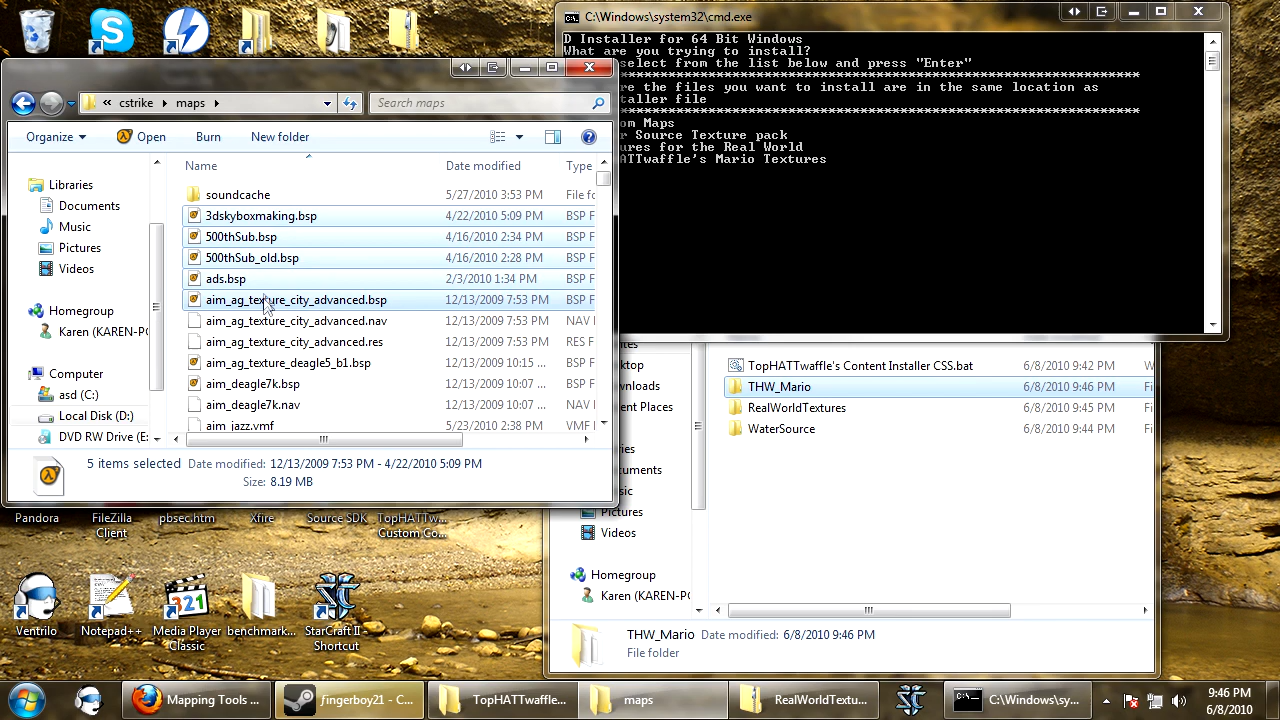 C:\Windows\system32\cmd.exe
D Installer for 64 Bit Windows
What are you trying to install?
select from the list below and press "Enter"
re the files you want to install are in the same location as
taller file
om Maps
r Source Texture pack
ures for the Real World
ATTwaffle's Mario Textures
cstrike
maps
Search maps
Organize
Open
Burn
New folder
Name
Date modified
Type
Libraries
Documents
Music
Pictures
Videos
Homegroup
Karen (KAREN-PC
Computer
asd (C:)
Local Disk (D:)
DVD RW Drive (E:
soundcache 5/27/2010 3:53 PM File fo
3dskyboxmaking.bsp 4/22/2010 5:09 PM BSP F
500thSub.bsp 4/16/2010 2:34 PM BSP F
500thSub_old.bsp 4/16/2010 2:28 PM BSP F
ads.bsp 2/3/2010 1:34 PM BSP F
aim_ag_texture_city_advanced.bsp 12/13/2009 7:53 PM BSP F
aim_ag_texture_city_advanced.nav 12/13/2009 7:53 PM NAV F
aim_ag_texture_city_advanced.res 12/13/2009 7:53 PM RES F
aim_ag_texture_deagle5_b1.bsp 12/13/2009 10:15 ... BSP F
aim_deagle7k.bsp 12/13/2009 10:07 ... BSP F
aim_deagle7k.nav 12/13/2009 10:07 ... NAV F
aim_jazz.vmf 5/23/2010 2:38 PM VMF F
5 items selected Date modified: 12/13/2009 7:53 PM - 4/22/2010 5:09 PM
Size: 8.19 MB
ktop
nloads
ent Places
ries
uments
sic
Pictures
Videos
Homegroup
Karen (KAREN-PC
TopHATTwaffle's Content Installer CSS.bat 6/8/2010 9:42 PM W
THW_Mario 6/8/2010 9:46 PM Fi
RealWorldTextures 6/8/2010 9:45 PM Fi
WaterSource 6/8/2010 9:44 PM Fi
THW_Mario Date modified: 6/8/2010 9:46 PM
File folder
Pandora
FileZilla
Client
pbsec.htm
Xfire
Source SDK
TopHATTw...
Custom Co...
Ventrilo
Notepad++
Media Player
Classic
benchmark...
StarCraft II -
Shortcut
321
Mapping Tools ...
fingerboy21 - C...
TopHATTwaffle...
maps
RealWorldTextu...
C:\Windows\sy...
9:46 PM
6/8/2010